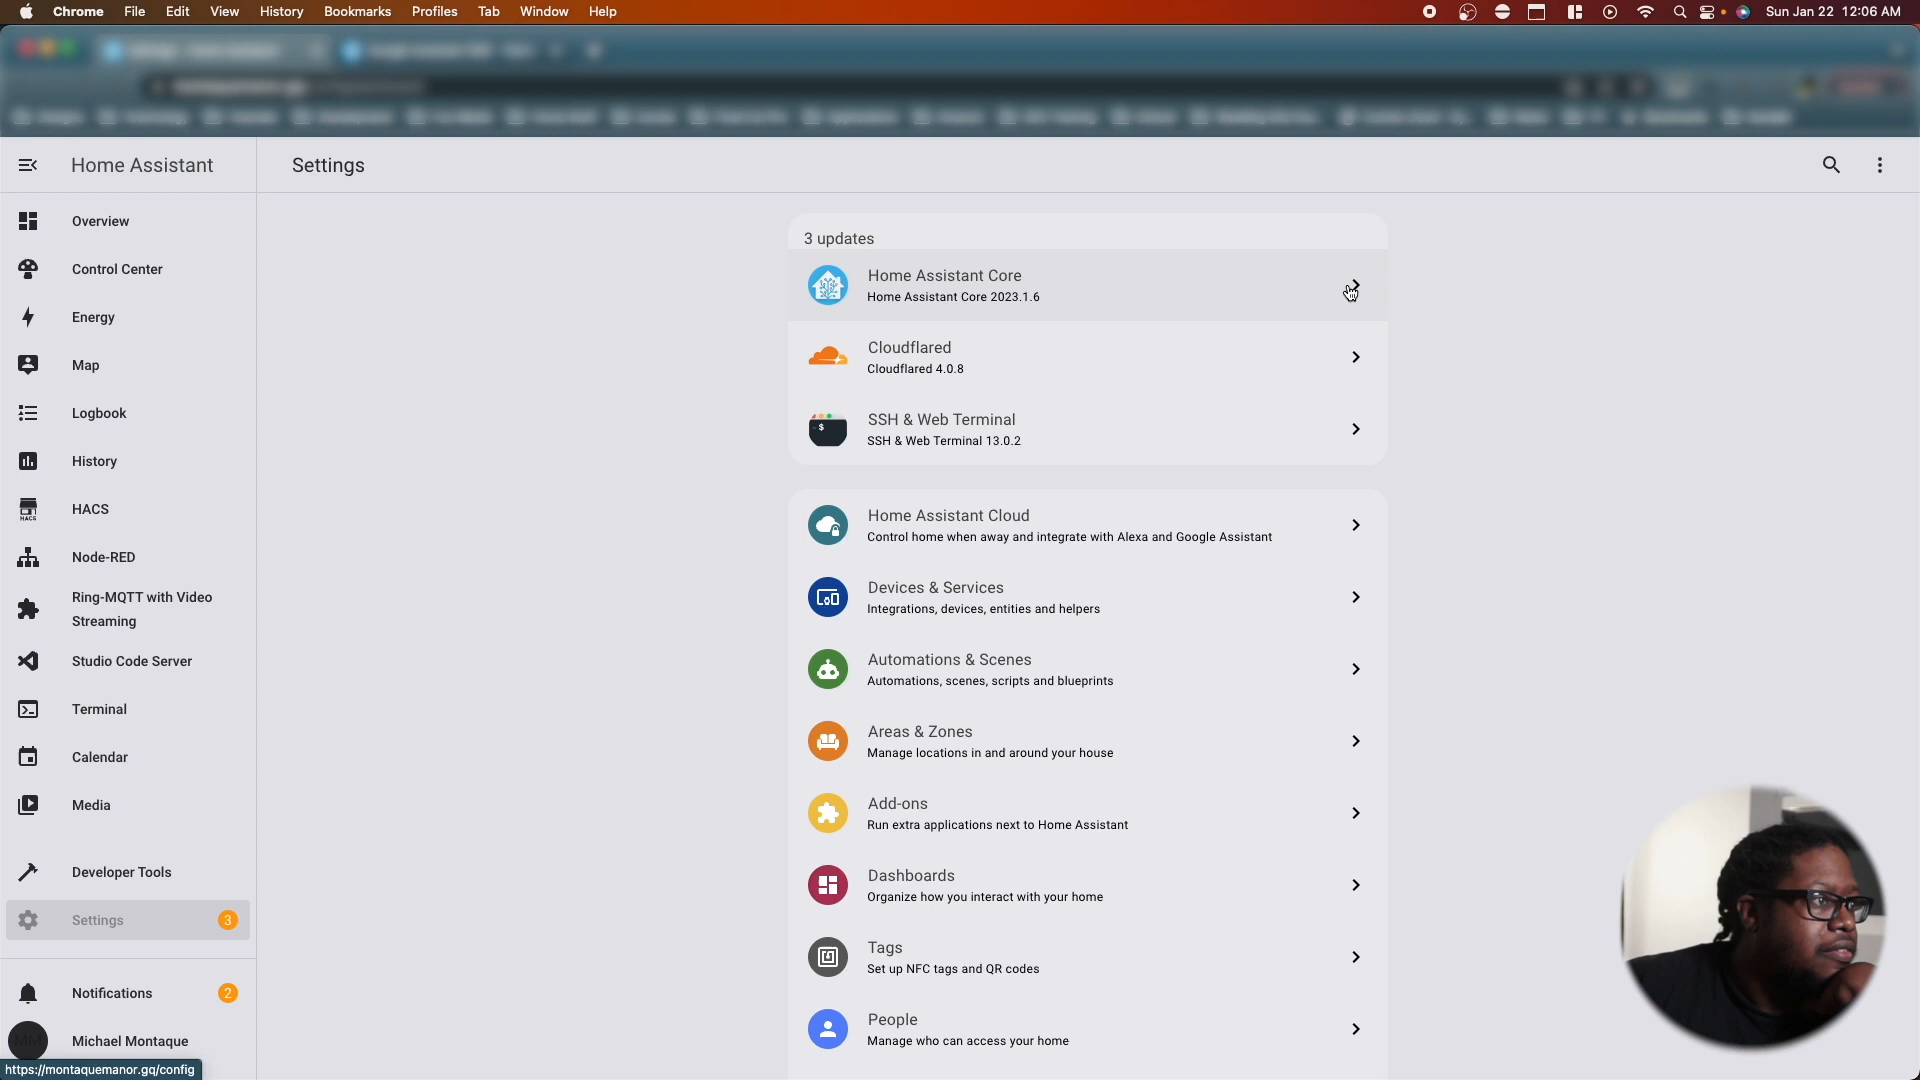 Chrome File Edit View History Bookmarks Profiles Tab Window Help
Sun Jan 22 12:06 AM
Home Assistant
Settings
Overview
Control Center
Energy
Map
Logbook
History
HACS
HACS
Node-RED
Ring-MQTT with Video
Streaming
Studio Code Server
Terminal
Calendar
Media
Developer Tools
Settings
3
Notifications
2
MM
Michael Montaque
https://montaquemanor.gq/config
3 updates
Home Assistant Core
Home Assistant Core 2023.1.6
Cloudflared
Cloudflared 4.0.8
$
SSH & Web Terminal
SSH & Web Terminal 13.0.2
Home Assistant Cloud
Control home when away and integrate with Alexa and Google Assistant
Devices & Services
Integrations, devices, entities and helpers
Automations & Scenes
Automations, scenes, scripts and blueprints
Areas & Zones
Manage locations in and around your house
Add-ons
Run extra applications next to Home Assistant
Dashboards
Organize how you interact with your home
Tags
Set up NFC tags and QR codes
People
Manage who can access your home